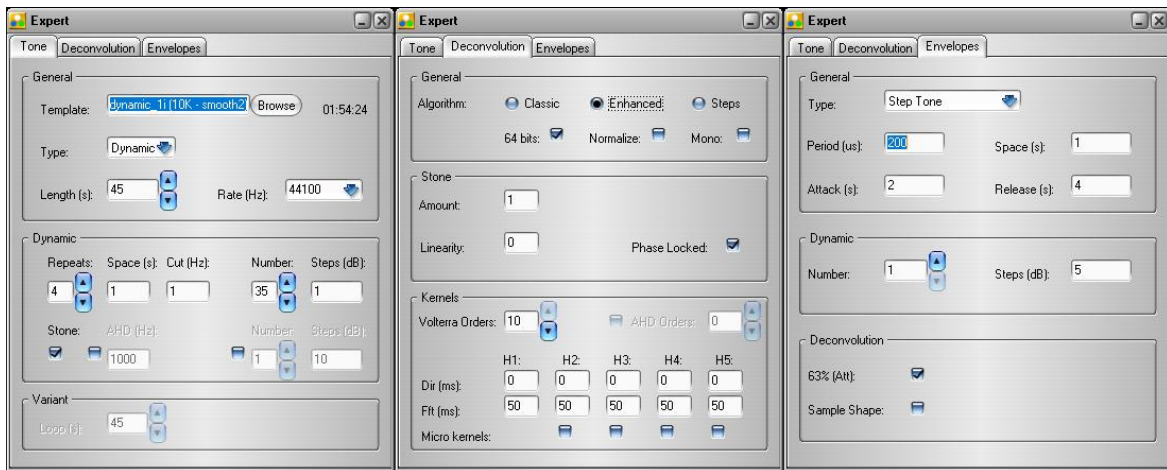 Expert
Tone Deconvolution Envelopes
General
Template: dynamic_1i (10K - smooth2) Browse 01:54:24
Type: Dynamic
Length (s): 45 Rate (Hz): 44100
Dynamic
Repeats: Space (s): Cut (Hz): Number: Steps (dB):
4 1 1 35 1
Stone: AHD (Hz): Number: Steps (dB):
1000 1 10
Variant
Loop (s): 45
Expert
Tone Deconvolution Envelopes
General
Algorithm: Classic Enhanced Steps
64 bits: Normalize: Mono:
Stone
Amount: 1
Linearity: 0 Phase Locked:
Kernels
Volterra Orders: 10 AHD Orders: 0
H1: H2: H3: H4: H5:
Dir (ms): 0 0 0 0 0
Fft (ms): 50 50 50 50 50
Micro kernels:
Expert
Tone Deconvolution Envelopes
General
Type: Step Tone
Period (us): 200 Space (s): 1
Attack (s): 2 Release (s): 4
Dynamic
Number: 1 Steps (dB): 5
Deconvolution
63% (Att):
Sample Shape: